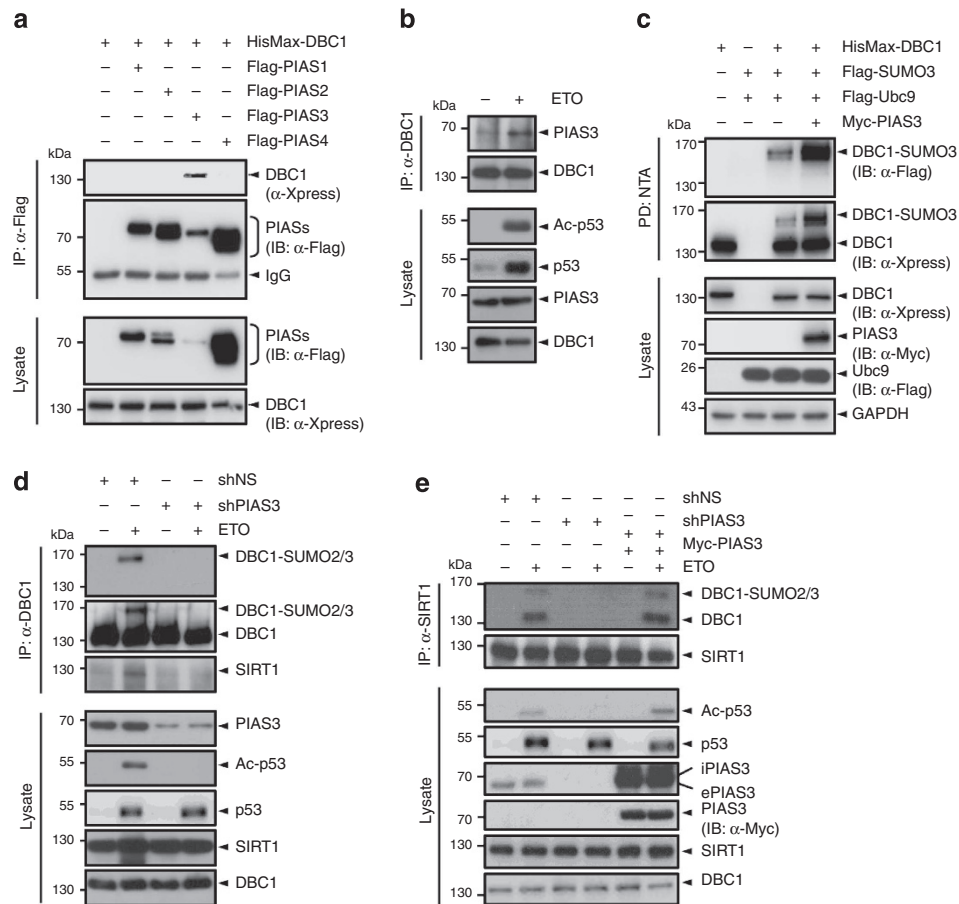 a
+ + + + + HisMax-DBC1
– + – – – Flag-PIAS1
– – + – – Flag-PIAS2
– – – + – Flag-PIAS3
– – – – + Flag-PIAS4
kDa
IP: α-Flag
130 DBC1
(α-Xpress)
70 PIASs
(IB: α-Flag)
55 IgG
Lysate
70 PIASs
(IB: α-Flag)
130 DBC1
(IB: α-Xpress)
b
– + ETO
kDa
IP: α-DBC1
70 PIAS3
130 DBC1
Lysate
55 Ac-p53
55 p53
70 PIAS3
130 DBC1
c
+ – + + HisMax-DBC1
– + + + Flag-SUMO3
– + + + Flag-Ubc9
– – – + Myc-PIAS3
kDa
PD: NTA
170 DBC1-SUMO3
(IB: α-Flag)
130
170 DBC1-SUMO3
130 DBC1
(IB: α-Xpress)
Lysate
130 DBC1
(IB: α-Xpress)
70 PIAS3
(IB: α-Myc)
26 Ubc9
(IB: α-Flag)
43 GAPDH
d
+ + – – shNS
– – + + shPIAS3
– + – + ETO
kDa
IP: α-DBC1
170 DBC1-SUMO2/3
130
170 DBC1-SUMO2/3
130 DBC1
130 SIRT1
Lysate
70 PIAS3
55 Ac-p53
55 p53
130 SIRT1
130 DBC1
e
+ + – – – – shNS
– – + + – – shPIAS3
– – – – + + Myc-PIAS3
– + – + – + ETO
kDa
IP: α-SIRT1
170 DBC1-SUMO2/3
130 DBC1
130 SIRT1
Lysate
55 Ac-p53
55 p53
70 iPIAS3
ePIAS3
70 PIAS3
(IB: α-Myc)
130 SIRT1
130 DBC1